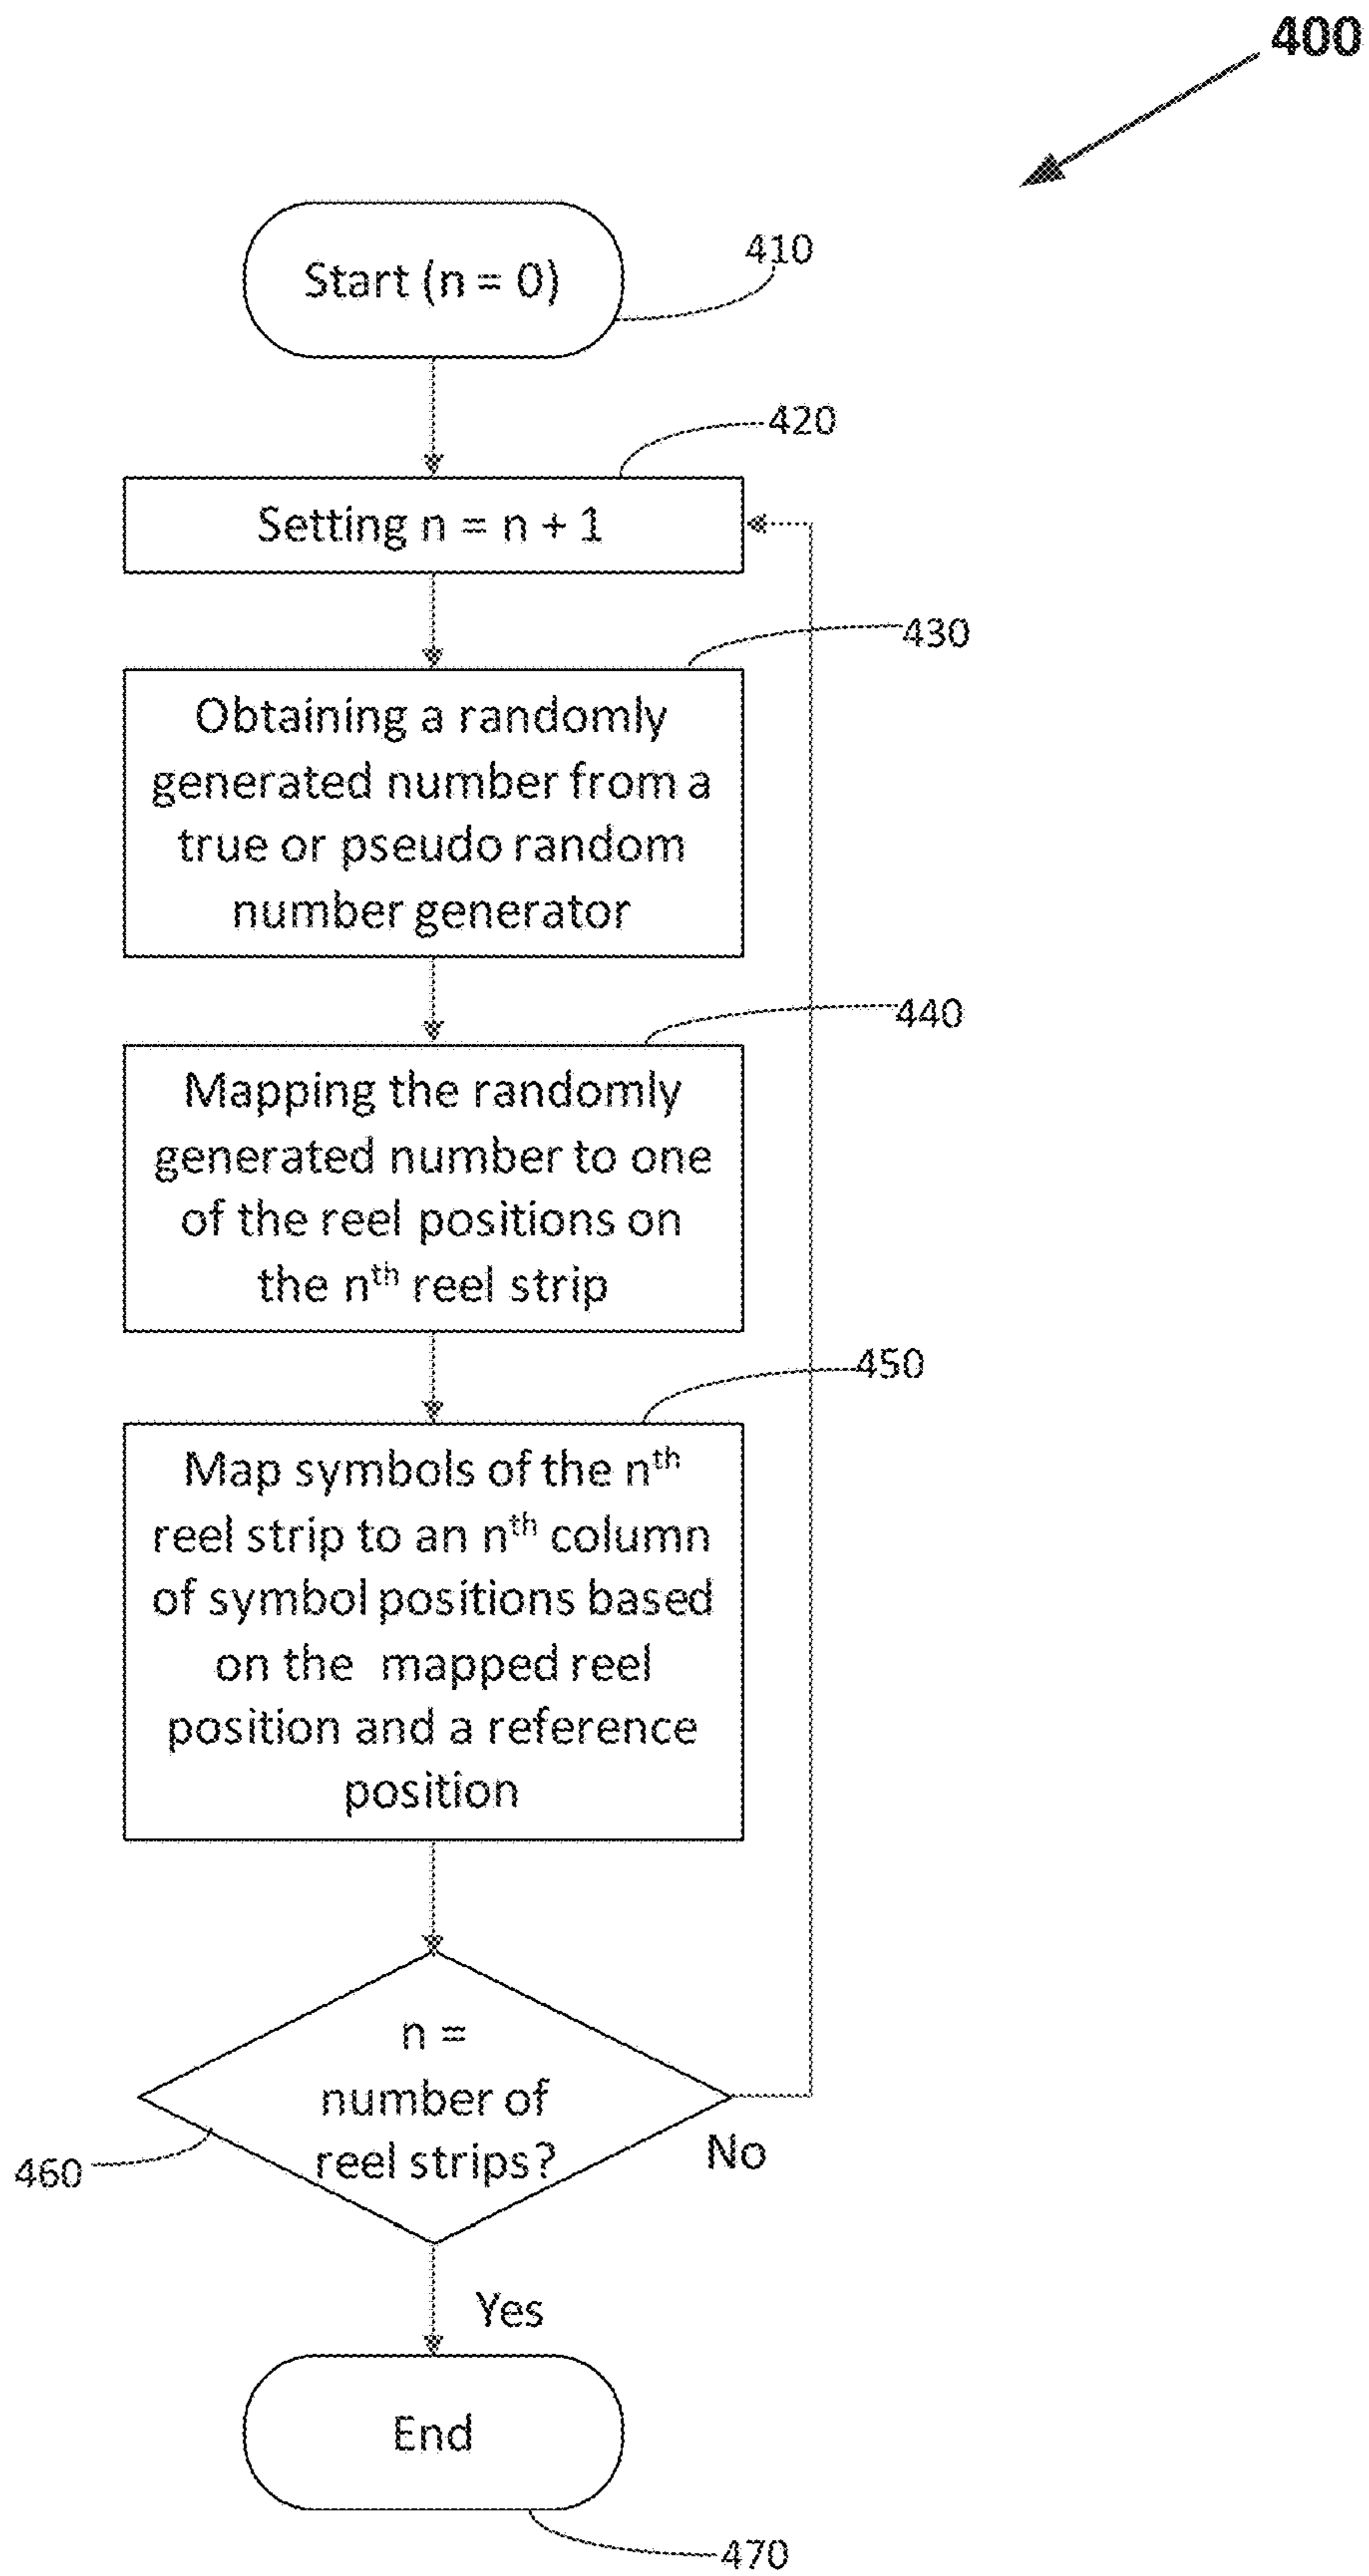 400
Start (n = 0)
410
420
Setting n = n + 1
430
Obtaining a randomly
generated number from a
true or pseudo random
number generator
440
Mapping the randomly
generated number to one
of the reel positions on
the nth reel strip
450
Map symbols of the nth
reel strip to an nth column
of symbol positions based
on the mapped reel
position and a reference
position
n =
number of
reel strips?
No
460
Yes
End
470